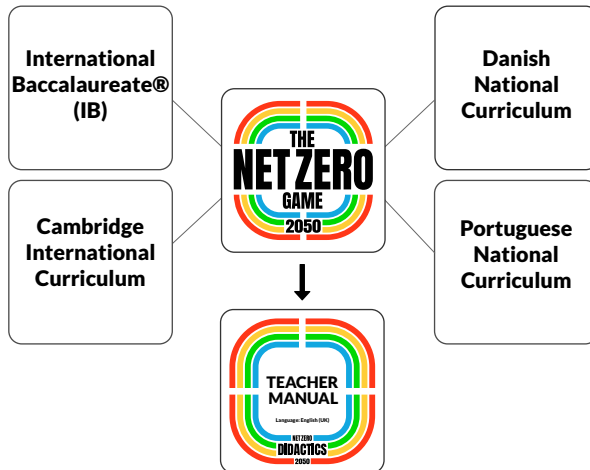 International
Baccalaureate®
(IB)
Danish
National
Curriculum
THE
NET ZERO
GAME
2050
Cambridge
International
Curriculum
Portuguese
National
Curriculum
TEACHER
MANUAL
Language: English (UK)
NET ZERO
DIDACTICS
2050